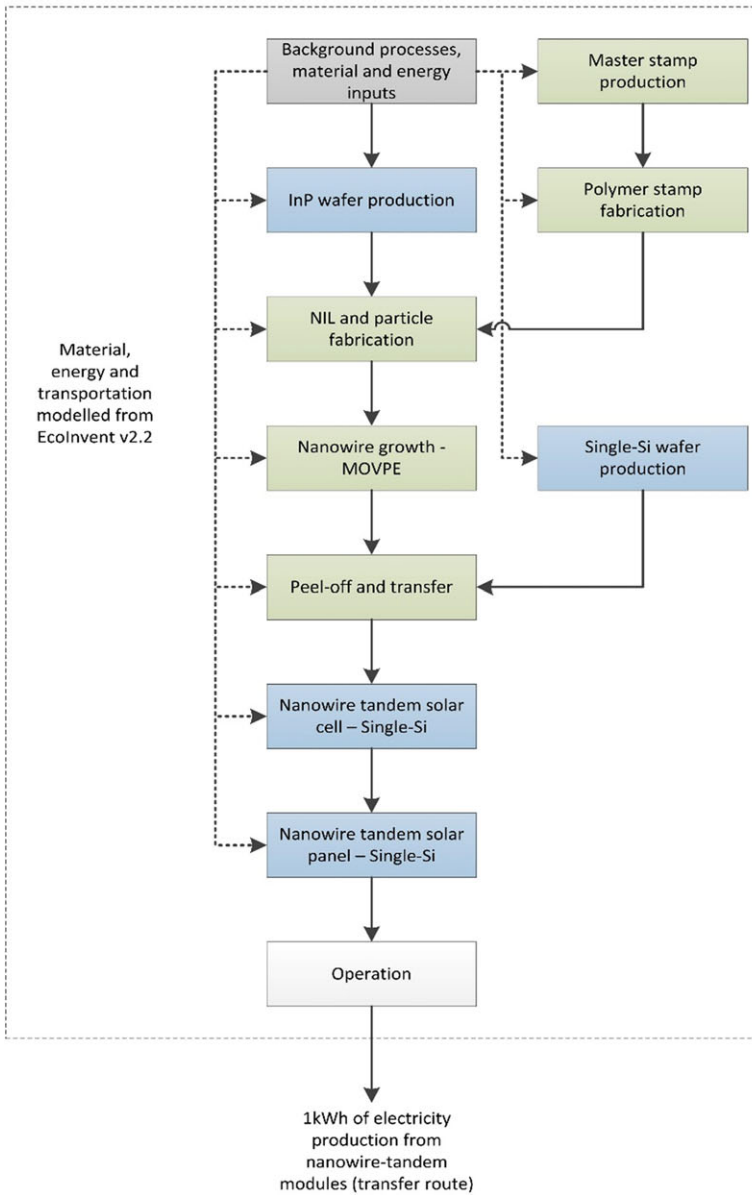 Background processes,
material and energy
inputs
Master stamp
production
InP wafer production
Polymer stamp
fabrication
NIL and particle
fabrication
Material,
energy and
transportation
modelled from
EcoInvent v2.2
Nanowire growth -
MOVPE
Single-Si wafer
production
Peel-off and transfer
Nanowire tandem solar
cell – Single-Si
Nanowire tandem solar
panel – Single-Si
Operation
1kWh of electricity
production from
nanowire-tandem
modules (transfer route)